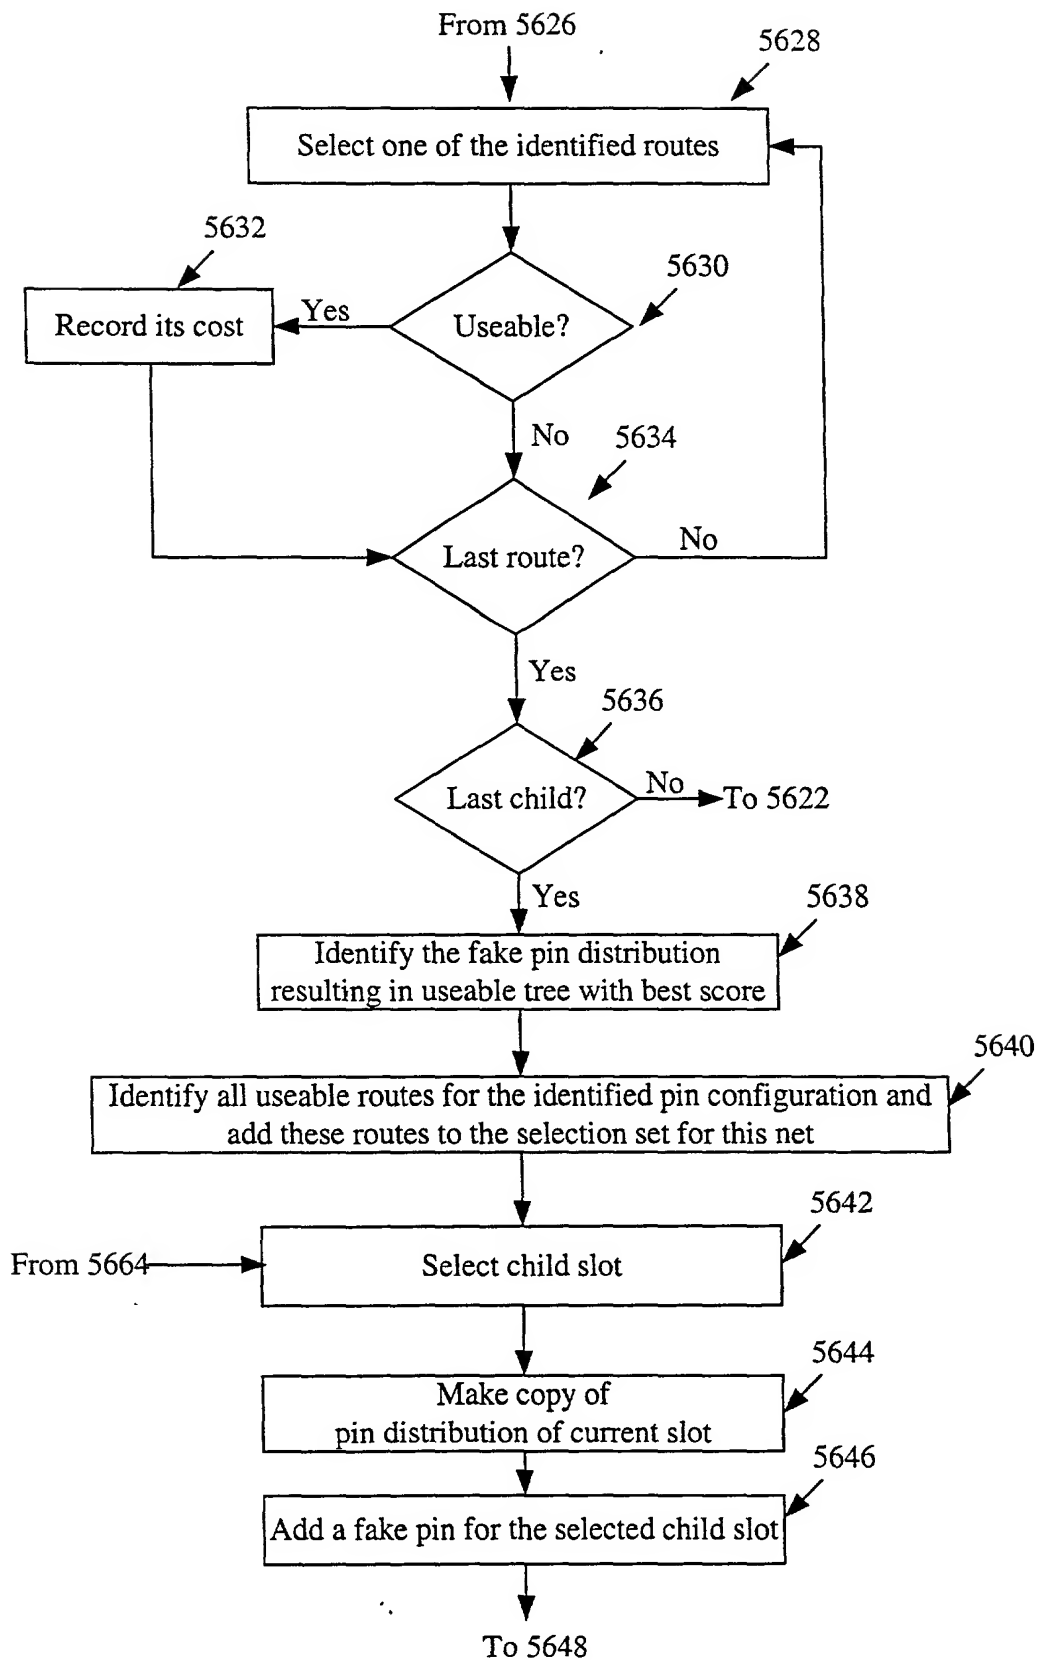 From 5626
5628
Select one of the identified routes
5632
5630
Record its cost
Yes
Useable?
No
5634
Last route?
No
Yes
5636
Last child?
No
To 5622
Yes
5638
Identify the fake pin distribution
resulting in useable tree with best score
5640
Identify all useable routes for the identified pin configuration and
add these routes to the selection set for this net
5642
From 5664
Select child slot
5644
Make copy of
pin distribution of current slot
5646
Add a fake pin for the selected child slot
To 5648